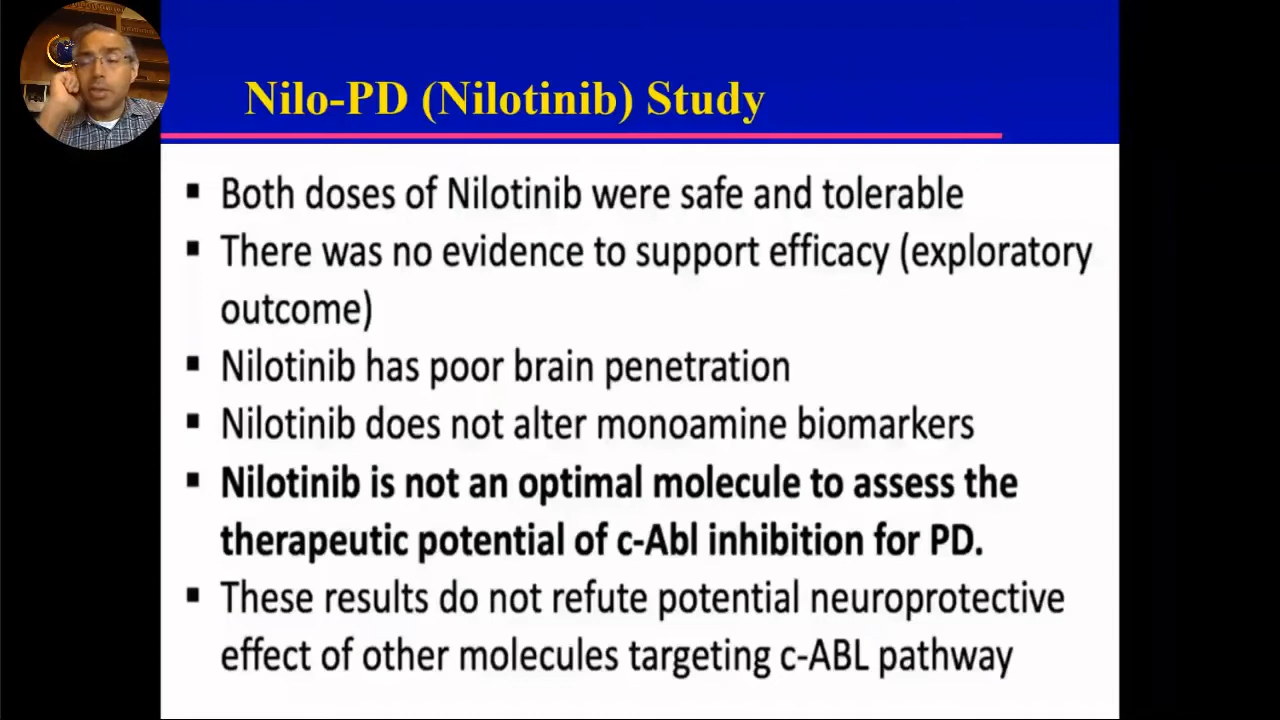 Nilo-PD (Nilotinib) Study
▪ Both doses of Nilotinib were safe and tolerable
▪ There was no evidence to support efficacy (exploratory
outcome)
▪ Nilotinib has poor brain penetration
▪ Nilotinib does not alter monoamine biomarkers
▪ Nilotinib is not an optimal molecule to assess the
therapeutic potential of c-Abl inhibition for PD.
▪ These results do not refute potential neuroprotective
effect of other molecules targeting c-ABL pathway